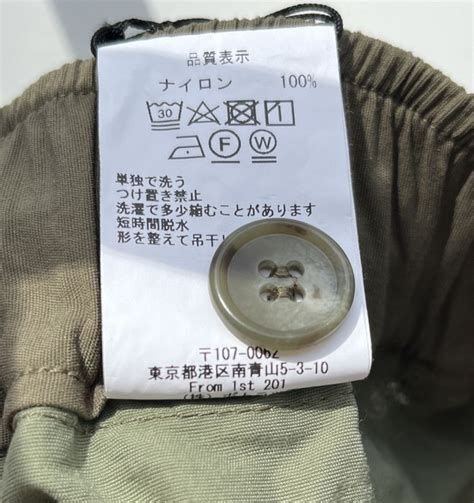 品質表示
ナイロン 100%
30
F W
単独で洗う
つけ置き禁止
洗濯で多少縮むことがあります
短時間脱水
形を整えて吊干し
〒107-0062
東京都港区南青山5-3-10
From 1st 201